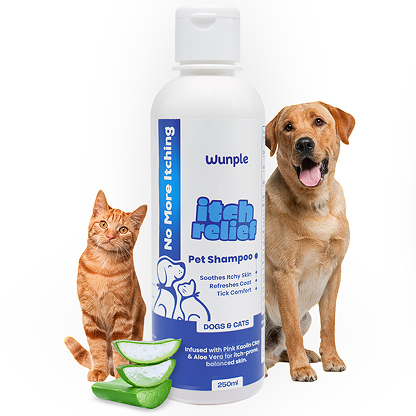 wunple
No More Itching
itch
relief
Pet Shampoo
Soothes Itchy Skin
Refreshes Coat
Tick Comfort
DOGS & CATS
Infused with Pink Kaolin Clay
& Aloe Vera for itch-prone,
balanced skin.
250ml